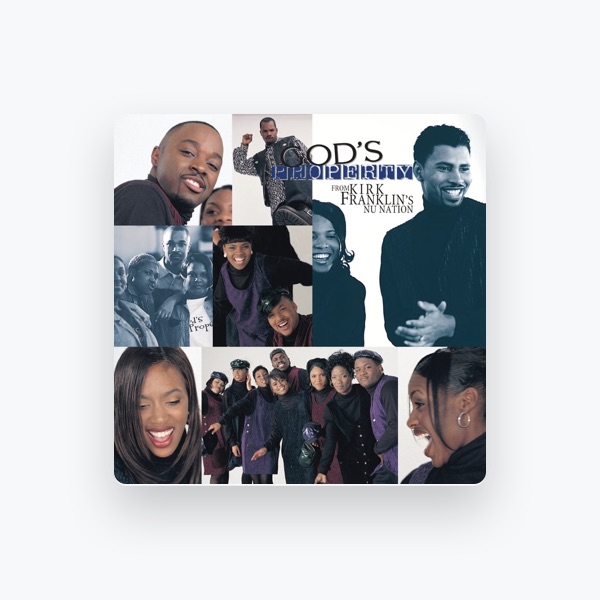 GOD'S
PROPERTY
FROM KIRK
FRANKLIN'S
NU NATION